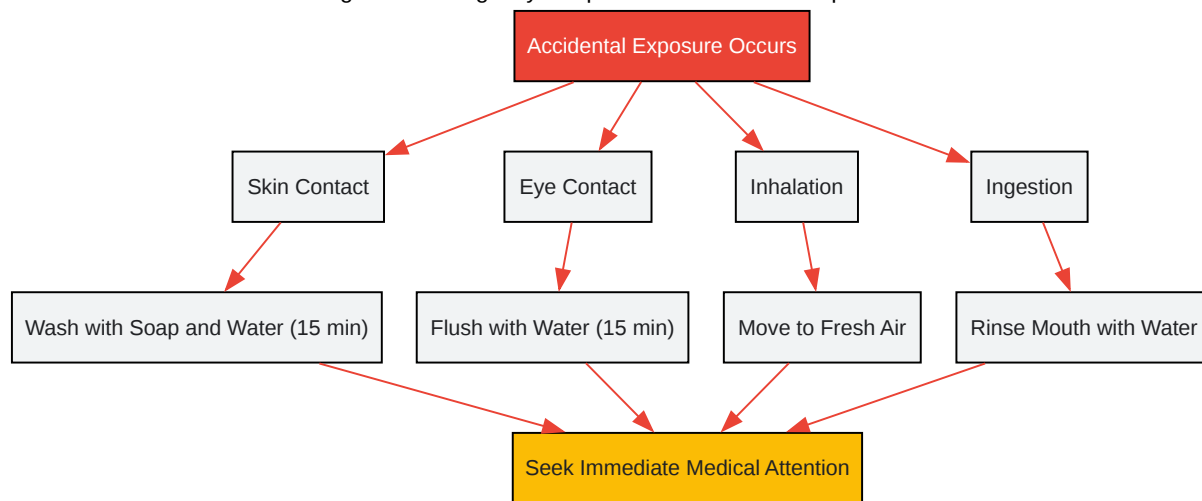 Accidental Exposure Occurs
Skin Contact
Eye Contact
Inhalation
Ingestion
Wash with Soap and Water (15 min)
Flush with Water (15 min)
Move to Fresh Air
Rinse Mouth with Water
Seek Immediate Medical Attention